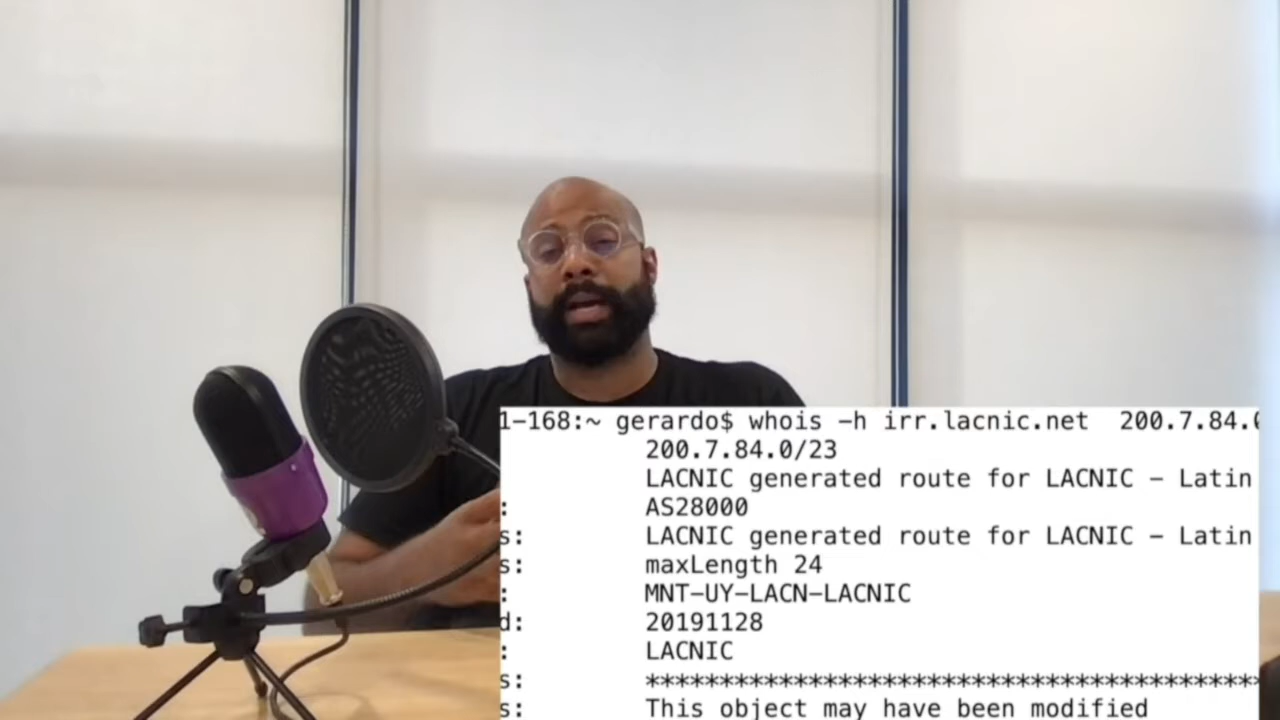 1-168:~ gerardo$ whois -h irr.lacnic.net 200.7.84.
200.7.84.0/23
LACNIC generated route for LACNIC - Latin
: AS28000
s: LACNIC generated route for LACNIC - Latin
s: maxLength 24
: MNT-UY-LACN-LACNIC
d: 20191128
: LACNIC
s: ******************************************
s: This object may have been modified